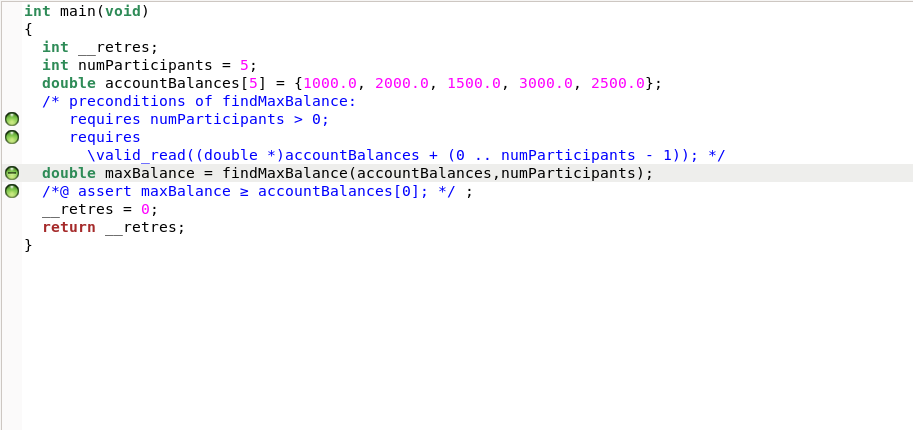 int main(void)
{
  int __retres;
  int numParticipants = 5;
  double accountBalances[5] = {1000.0, 2000.0, 1500.0, 3000.0, 2500.0};
  /* preconditions of findMaxBalance:
     requires numParticipants > 0;
     requires
       \valid_read((double *)accountBalances + (0 .. numParticipants - 1)); */
  double maxBalance = findMaxBalance(accountBalances,numParticipants);
  /*@ assert maxBalance ≥ accountBalances[0]; */ ;
  __retres = 0;
  return __retres;
}